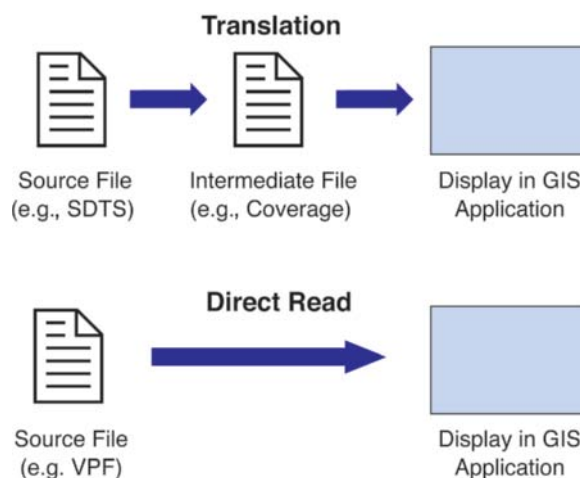 Translation
Source File
(e.g., SDTS)
Intermediate File
(e.g., Coverage)
Display in GIS
Application
Direct Read
Source File
(e.g. VPF)
Display in GIS
Application